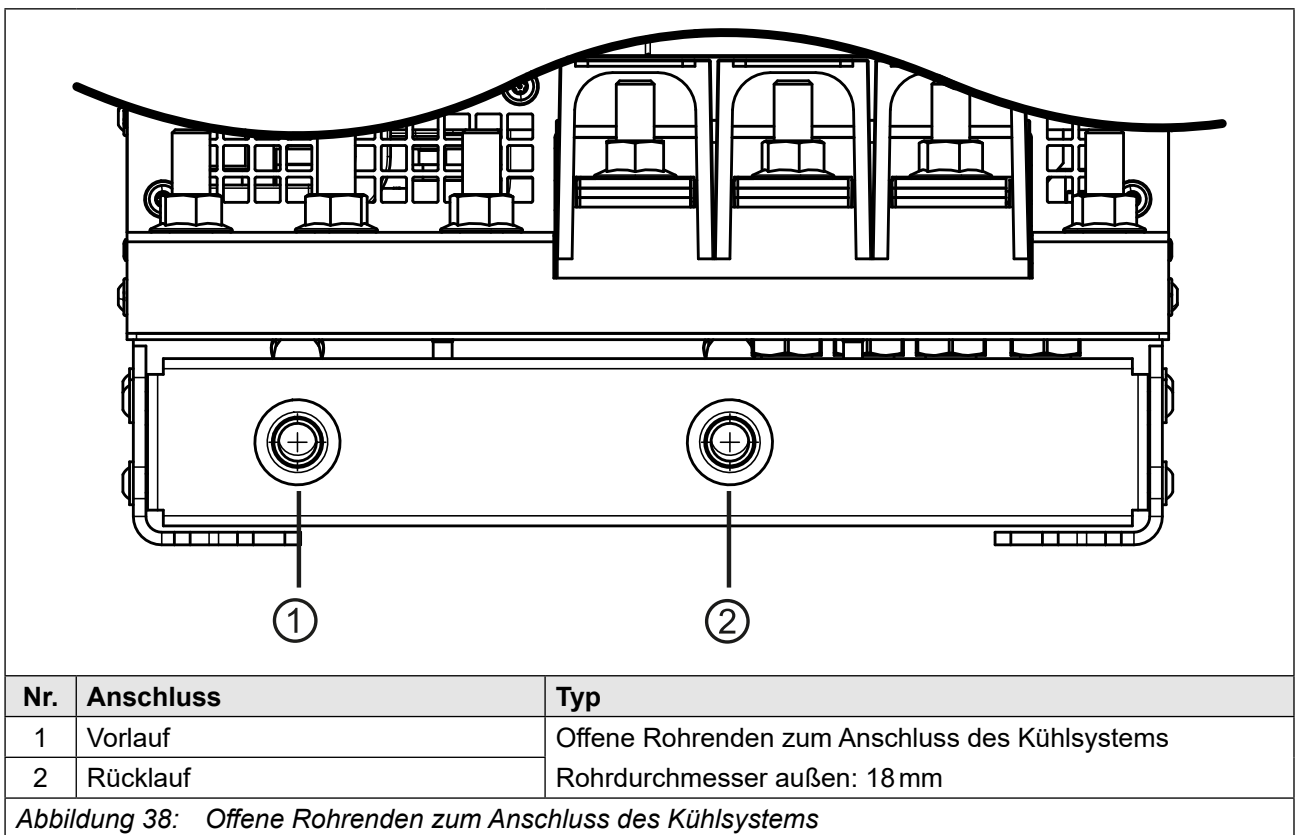 ①
②
Nr. Anschluss Typ
1 Vorlauf Offene Rohrenden zum Anschluss des Kühlsystems
2 Rücklauf Rohrdurchmesser außen: 18 mm
Abbildung 38: Offene Rohrenden zum Anschluss des Kühlsystems